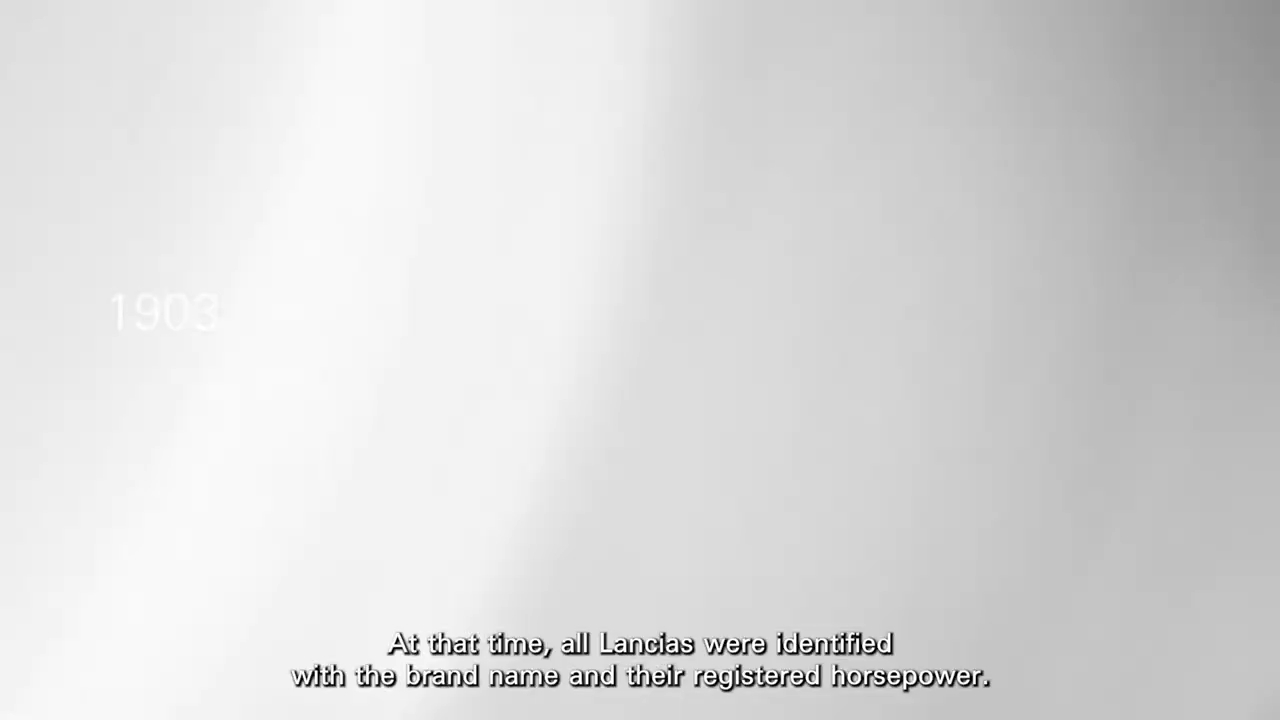 1903
At that time, all Lancias were identified
with the brand name and their registered horsepower.